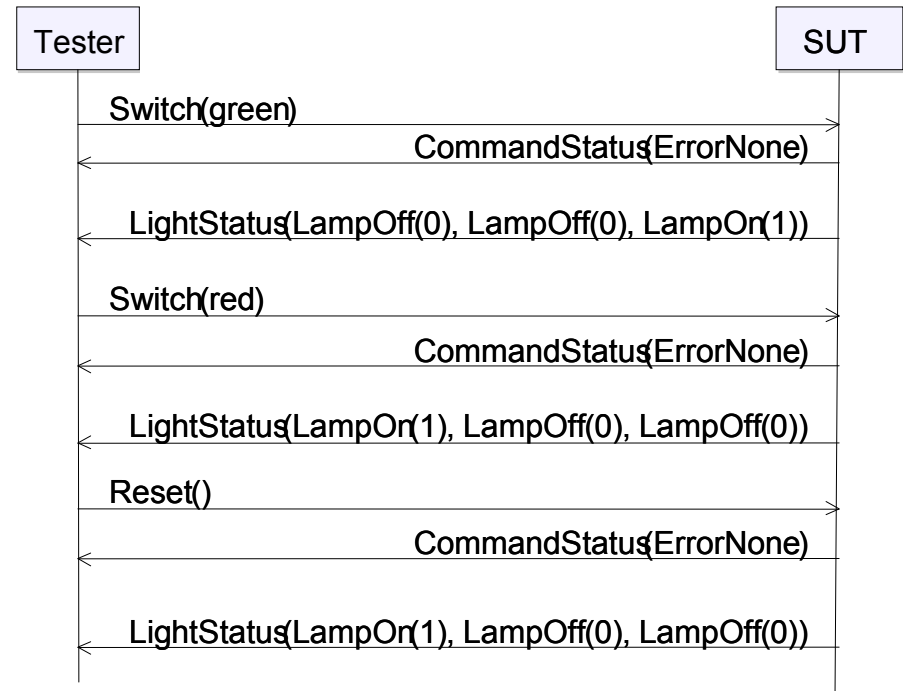 Tester
SUT
Switch(green)
CommandStatus(ErrorNone)
LightStatus(LampOff(0), LampOff(0), LampOn(1))
Switch(red)
CommandStatus(ErrorNone)
LightStatus(LampOn(1), LampOff(0), LampOff(0))
Reset()
CommandStatus(ErrorNone)
LightStatus(LampOn(1), LampOff(0), LampOff(0))